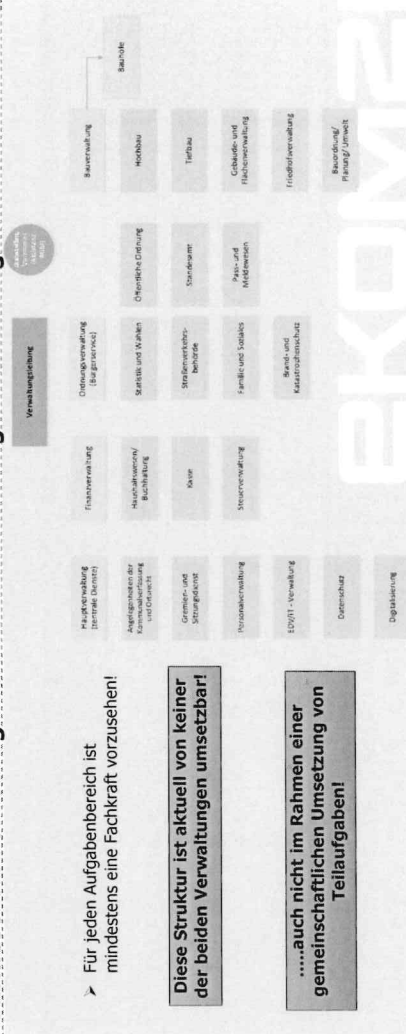 ➤ Für jeden Aufgabenbereich ist
mindestens eine Fachkraft vorzusehen!
Diese Struktur ist aktuell von keiner
der beiden Verwaltungen umsetzbar!
.....auch nicht im Rahmen einer
gemeinschaftlichen Umsetzung von
Teilaufgaben!
Verwaltungsleitung
Hauptverwaltung
(zentrale Dienste)
Angelegenheiten der
Kommunalverfassung
und Ortsrecht
Gremien- und
Sitzungsdienst
Personalverwaltung
EDV/IT - Verwaltung
Datenschutz
Digitalisierung
Finanzverwaltung
Haushaltswesen/
Buchhaltung
Kasse
Steuerverwaltung
Ordnungsverwaltung
(Bürgerservice)
Statistik und Wahlen
Straßenverkehrs-
behörde
Familie und Soziales
Brand- und
Katastrophenschutz
Öffentliche Ordnung
Standesamt
Pass- und
Meldewesen
Bauverwaltung
Hochbau
Tiefbau
Gebäude- und
Flächenverwaltung
Friedhofverwaltung
Bauordnung/
Planung/ Umwelt
Bauhöfe